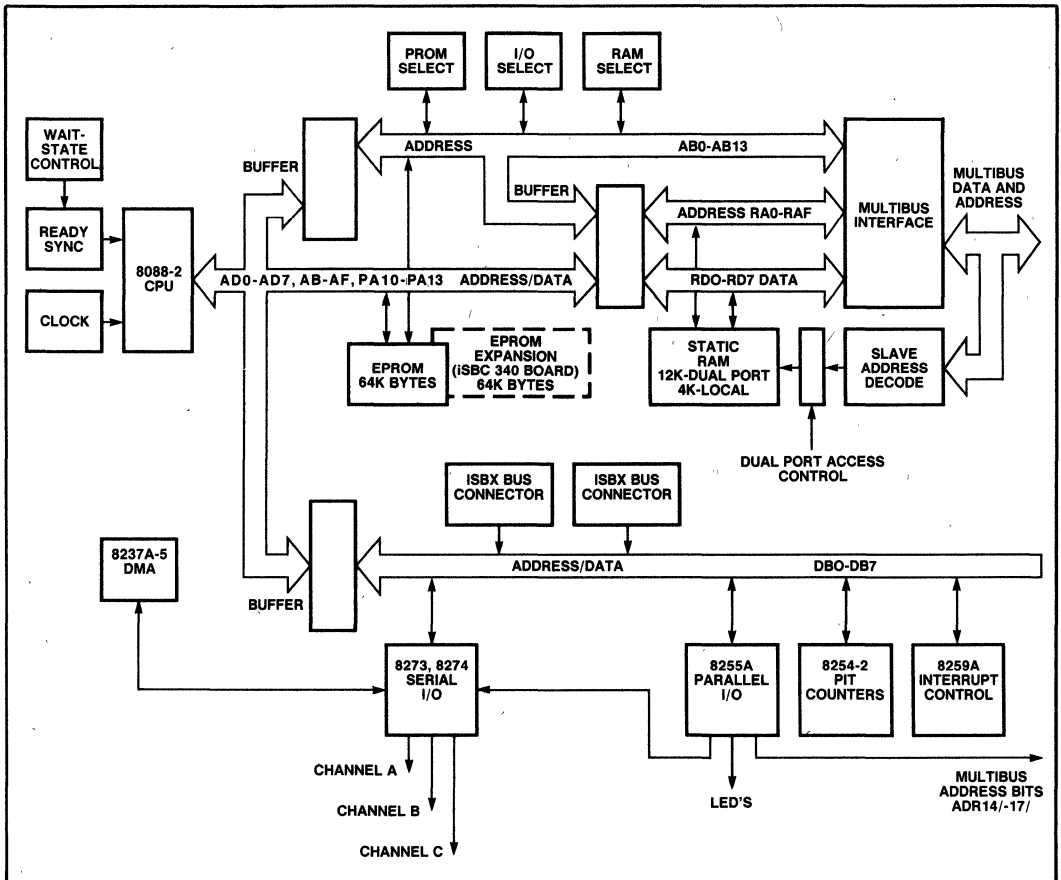 PROM
SELECT
I/O
SELECT
RAM
SELECT
WAIT-
STATE
CONTROL
BUFFER
ADDRESS
AB0-AB13
MULTIBUS
DATA AND
ADDRESS
READY
SYNC
8088-2
CPU
BUFFER
ADDRESS RA0-RAF
MULTIBUS
INTERFACE
AD0-AD7, AB-AF, PA10-PA13
ADDRESS/DATA
RDO-RD7 DATA
CLOCK
EPROM
64K BYTES
EPROM
EXPANSION
(iSBC 340 BOARD)
64K BYTES
STATIC
RAM
12K-DUAL PORT
4K-LOCAL
SLAVE
ADDRESS
DECODE
DUAL PORT ACCESS
CONTROL
ISBX BUS
CONNECTOR
ISBX BUS
CONNECTOR
8237A-5
DMA
ADDRESS/DATA
DBO-DB7
BUFFER
8273, 8274
SERIAL
I/O
8255A
PARALLEL
I/O
8254-2
PIT
COUNTERS
8259A
INTERRUPT
CONTROL
CHANNEL A
CHANNEL B
CHANNEL C
LED'S
MULTIBUS
ADDRESS BITS
ADR14/-17/